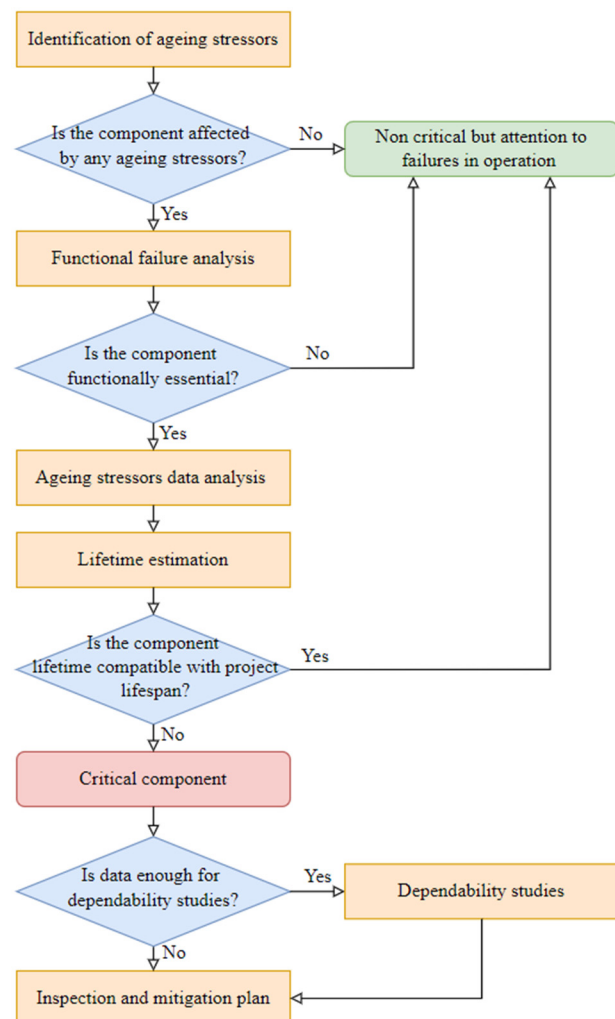 Identification of ageing stressors
Is the component affected
by any ageing stressors?
No
Non critical but attention to
failures in operation
Yes
Functional failure analysis
Is the component
functionally essential?
No
Yes
Ageing stressors data analysis
Lifetime estimation
Is the component
lifetime compatible with project
lifespan?
Yes
No
Critical component
Is data enough for
dependability studies?
Yes
Dependability studies
No
Inspection and mitigation plan